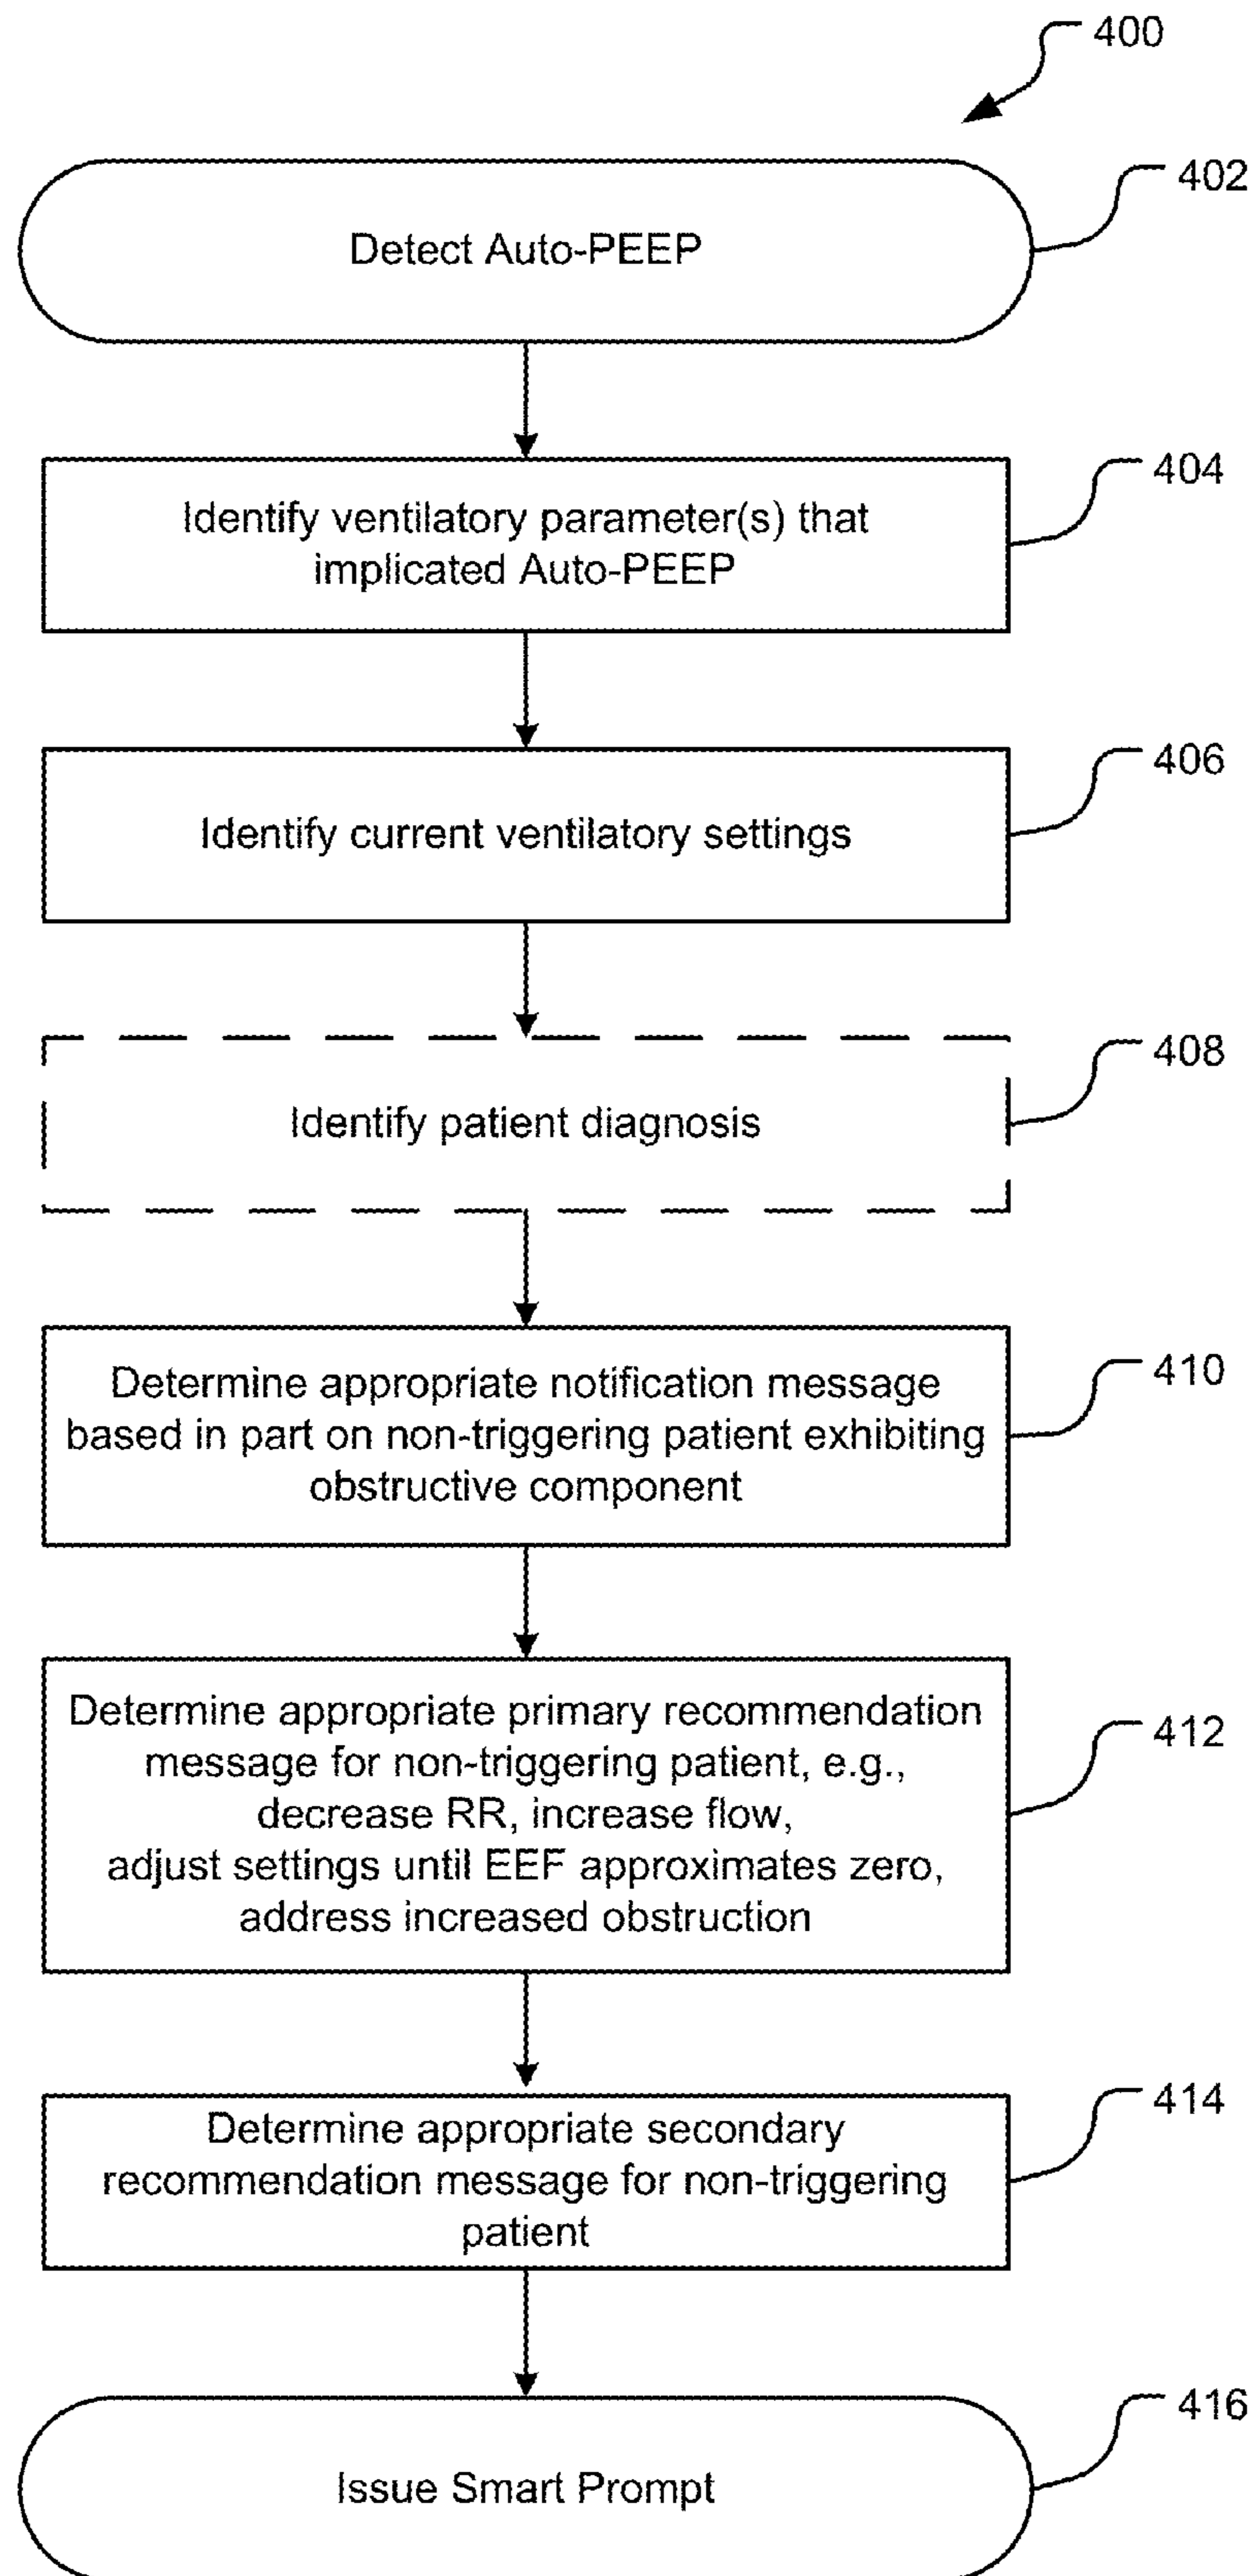 400
402
Detect Auto-PEEP
404
Identify ventilatory parameter(s) that
implicated Auto-PEEP
406
Identify current ventilatory settings
408
Identify patient diagnosis
410
Determine appropriate notification message
based in part on non-triggering patient exhibiting
obstructive component
412
Determine appropriate primary recommendation
message for non-triggering patient, e.g.,
decrease RR, increase flow,
adjust settings until EEF approximates zero,
address increased obstruction
414
Determine appropriate secondary
recommendation message for non-triggering
patient
416
Issue Smart Prompt